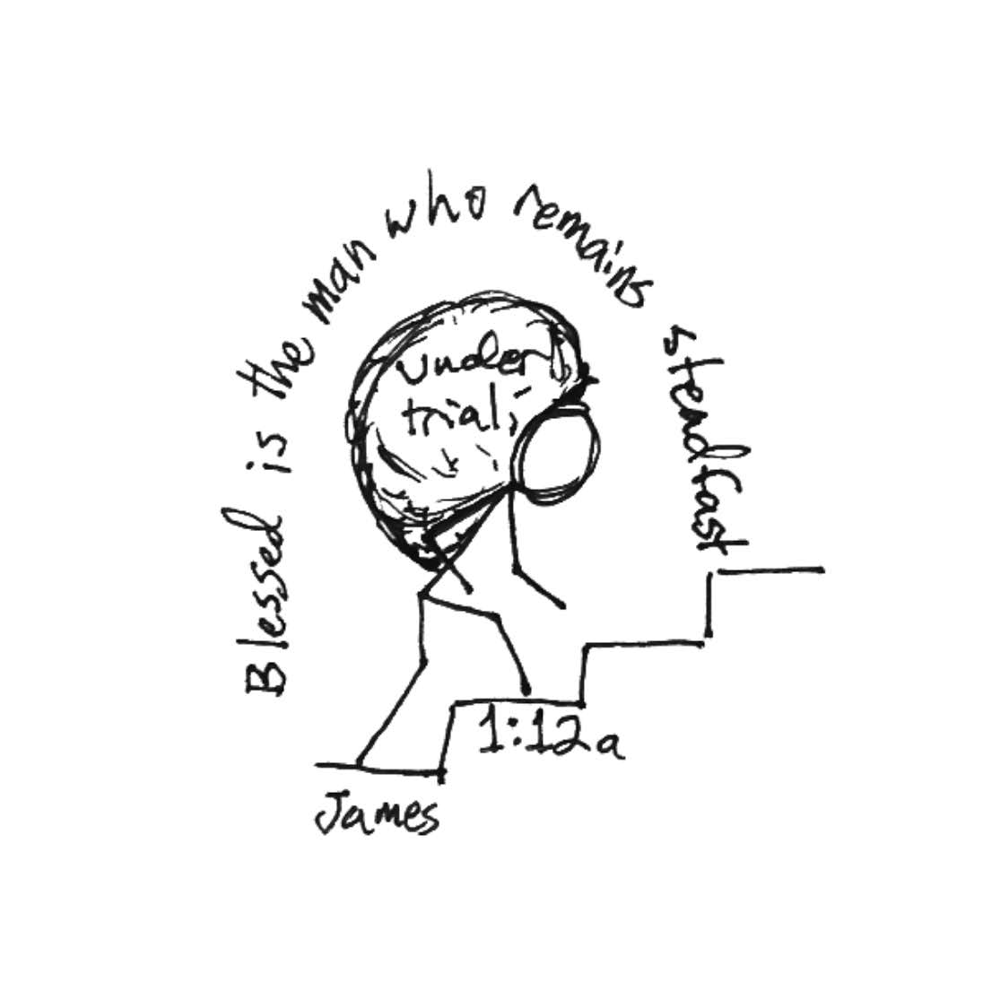 Blessed is the man who remains steadfast
under
trial;
1:12a
James